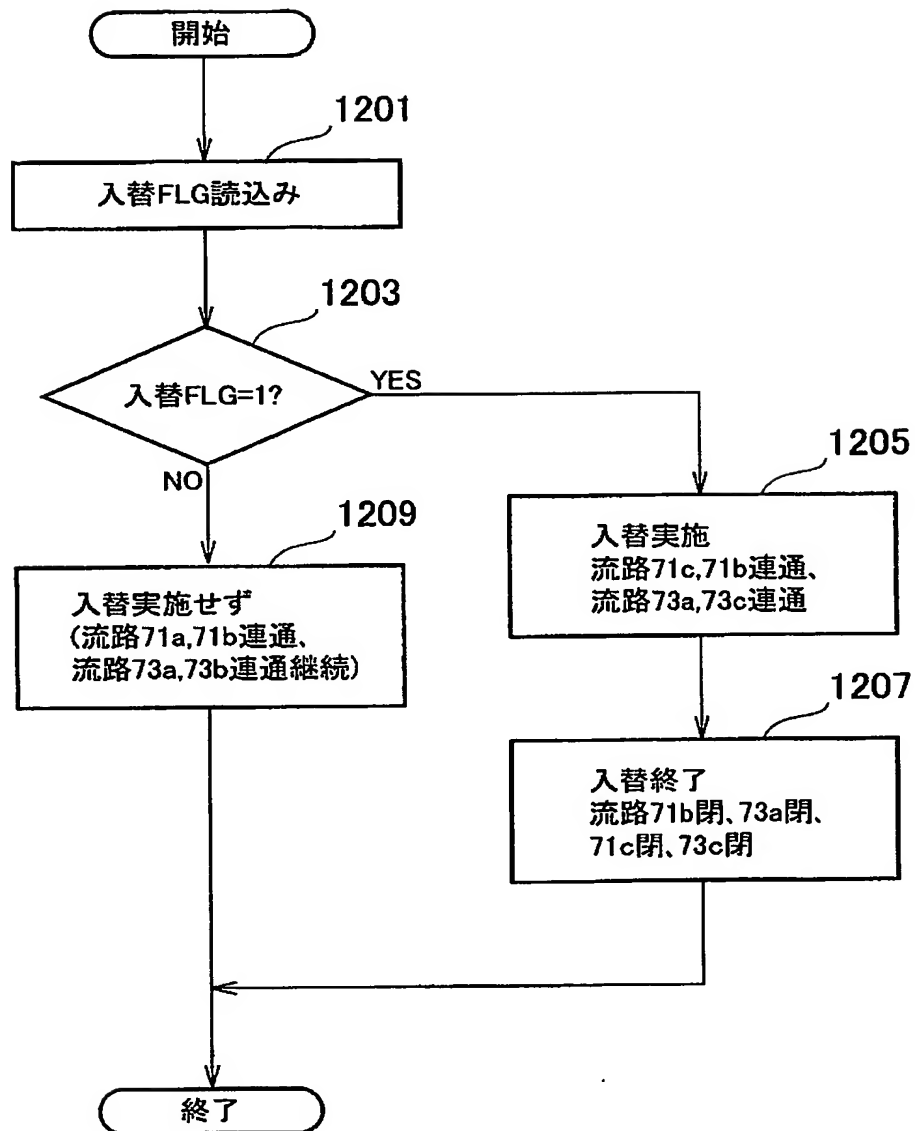 開始
1201
入替FLG読込み
1203
入替FLG=1?
YES
NO
1205
入替実施
流路71c,71b連通、
流路73a,73c連通
1209
入替実施せず
(流路71a,71b連通、
流路73a,73b連通継続)
1207
入替終了
流路71b閉、73a閉、
71c閉、73c閉
終了